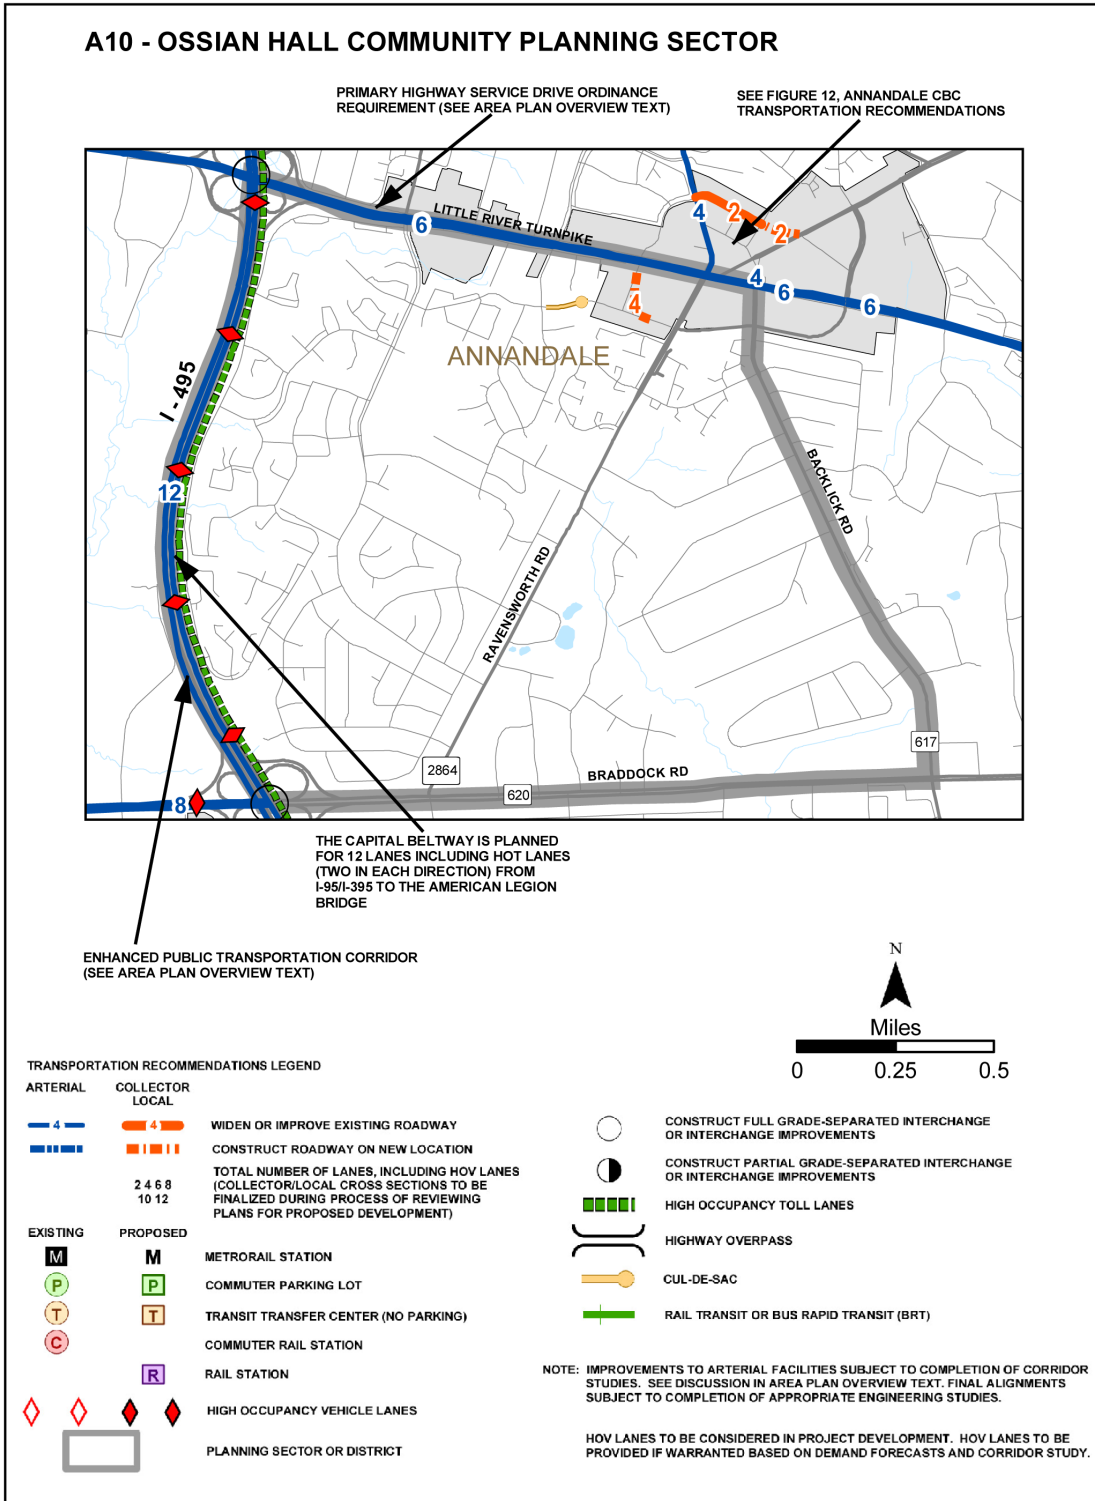 A10 - OSSIAN HALL COMMUNITY PLANNING SECTOR
PRIMARY HIGHWAY SERVICE DRIVE ORDINANCE
REQUIREMENT (SEE AREA PLAN OVERVIEW TEXT)
SEE FIGURE 12, ANNANDALE CBC
TRANSPORTATION RECOMMENDATIONS
LITTLE RIVER TURNPIKE
6
4
2
2
4
6
6
4
ANNANDALE
I - 495
12
BACKLICK RD
RAVENSWORTH RD
617
2864
BRADDOCK RD
620
8
THE CAPITAL BELTWAY IS PLANNED
FOR 12 LANES INCLUDING HOT LANES
(TWO IN EACH DIRECTION) FROM
I-95/I-395 TO THE AMERICAN LEGION
BRIDGE
ENHANCED PUBLIC TRANSPORTATION CORRIDOR
(SEE AREA PLAN OVERVIEW TEXT)
N
Miles
0 0.25 0.5
TRANSPORTATION RECOMMENDATIONS LEGEND
ARTERIAL COLLECTOR
LOCAL
4 4 WIDEN OR IMPROVE EXISTING ROADWAY
CONSTRUCT ROADWAY ON NEW LOCATION
TOTAL NUMBER OF LANES, INCLUDING HOV LANES
2 4 6 8 (COLLECTOR/LOCAL CROSS SECTIONS TO BE
10 12 FINALIZED DURING PROCESS OF REVIEWING
PLANS FOR PROPOSED DEVELOPMENT)
EXISTING PROPOSED
M M METRORAIL STATION
P P COMMUTER PARKING LOT
T T TRANSIT TRANSFER CENTER (NO PARKING)
C COMMUTER RAIL STATION
R RAIL STATION
HIGH OCCUPANCY VEHICLE LANES
PLANNING SECTOR OR DISTRICT
CONSTRUCT FULL GRADE-SEPARATED INTERCHANGE
OR INTERCHANGE IMPROVEMENTS
CONSTRUCT PARTIAL GRADE-SEPARATED INTERCHANGE
OR INTERCHANGE IMPROVEMENTS
HIGH OCCUPANCY TOLL LANES
HIGHWAY OVERPASS
CUL-DE-SAC
RAIL TRANSIT OR BUS RAPID TRANSIT (BRT)
NOTE: IMPROVEMENTS TO ARTERIAL FACILITIES SUBJECT TO COMPLETION OF CORRIDOR
STUDIES. SEE DISCUSSION IN AREA PLAN OVERVIEW TEXT. FINAL ALIGNMENTS
SUBJECT TO COMPLETION OF APPROPRIATE ENGINEERING STUDIES.
HOV LANES TO BE CONSIDERED IN PROJECT DEVELOPMENT. HOV LANES TO BE
PROVIDED IF WARRANTED BASED ON DEMAND FORECASTS AND CORRIDOR STUDY.